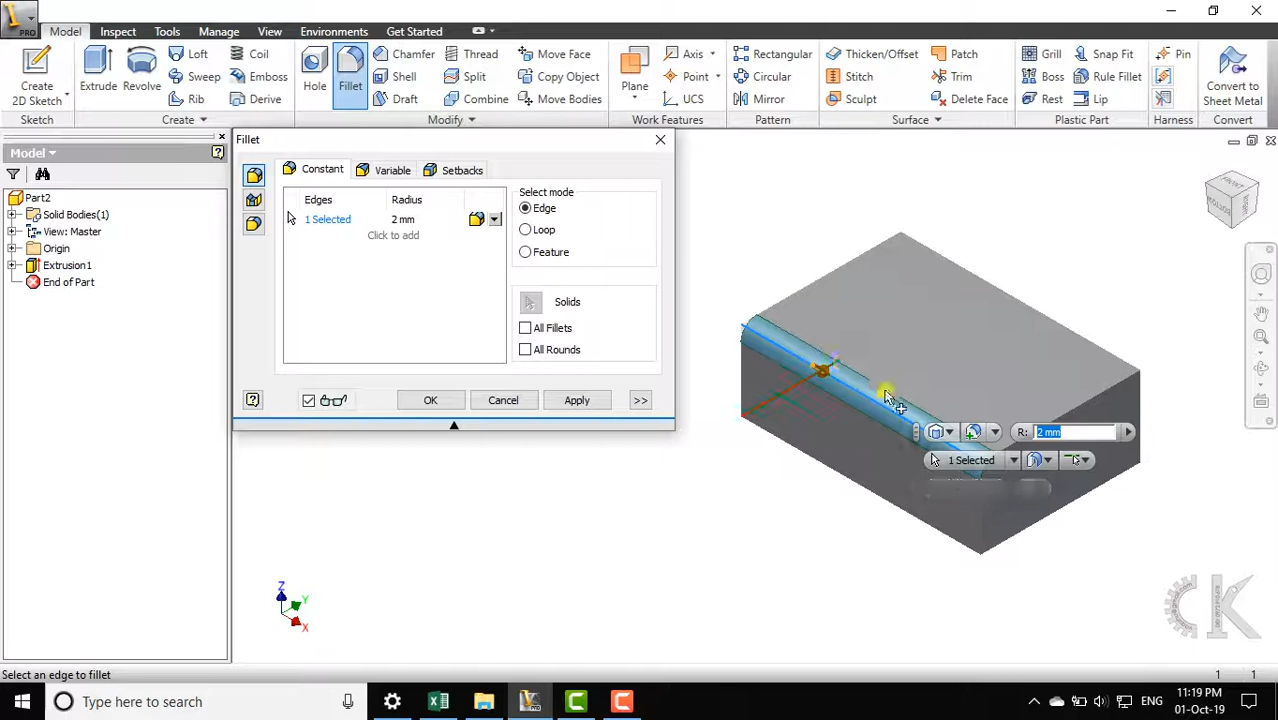 PRO
Model Inspect Tools Manage View Environments Get Started
Create
2D Sketch
Sketch
Extrude Revolve Loft Coil
Sweep Emboss
Rib Derive
Create
Hole Fillet Chamfer Thread Move Face
Shell Split Copy Object
Draft Combine Move Bodies
Modify
Plane Axis
Point
UCS
Work Features
Rectangular
Circular
Mirror
Pattern
Thicken/Offset Patch
Stitch Trim
Sculpt Delete Face
Surface
Grill Snap Fit
Boss Rule Fillet
Rest Lip
Plastic Part
Pin
Harness
Convert to
Sheet Metal
Convert
Model
Part2
Solid Bodies(1)
View: Master
Origin
Extrusion1
End of Part
Fillet
Constant Variable Setbacks
Edges Radius
1 Selected 2 mm
Click to add
Select mode
Edge
Loop
Feature
Solids
All Fillets
All Rounds
OK Cancel Apply >>
FRONT
BOTTOM
R: 2 mm
1 Selected
Z
Y
X
CK
Select an edge to fillet 1 1
Type here to search
PRO
ENG
11:19 PM
01-Oct-19